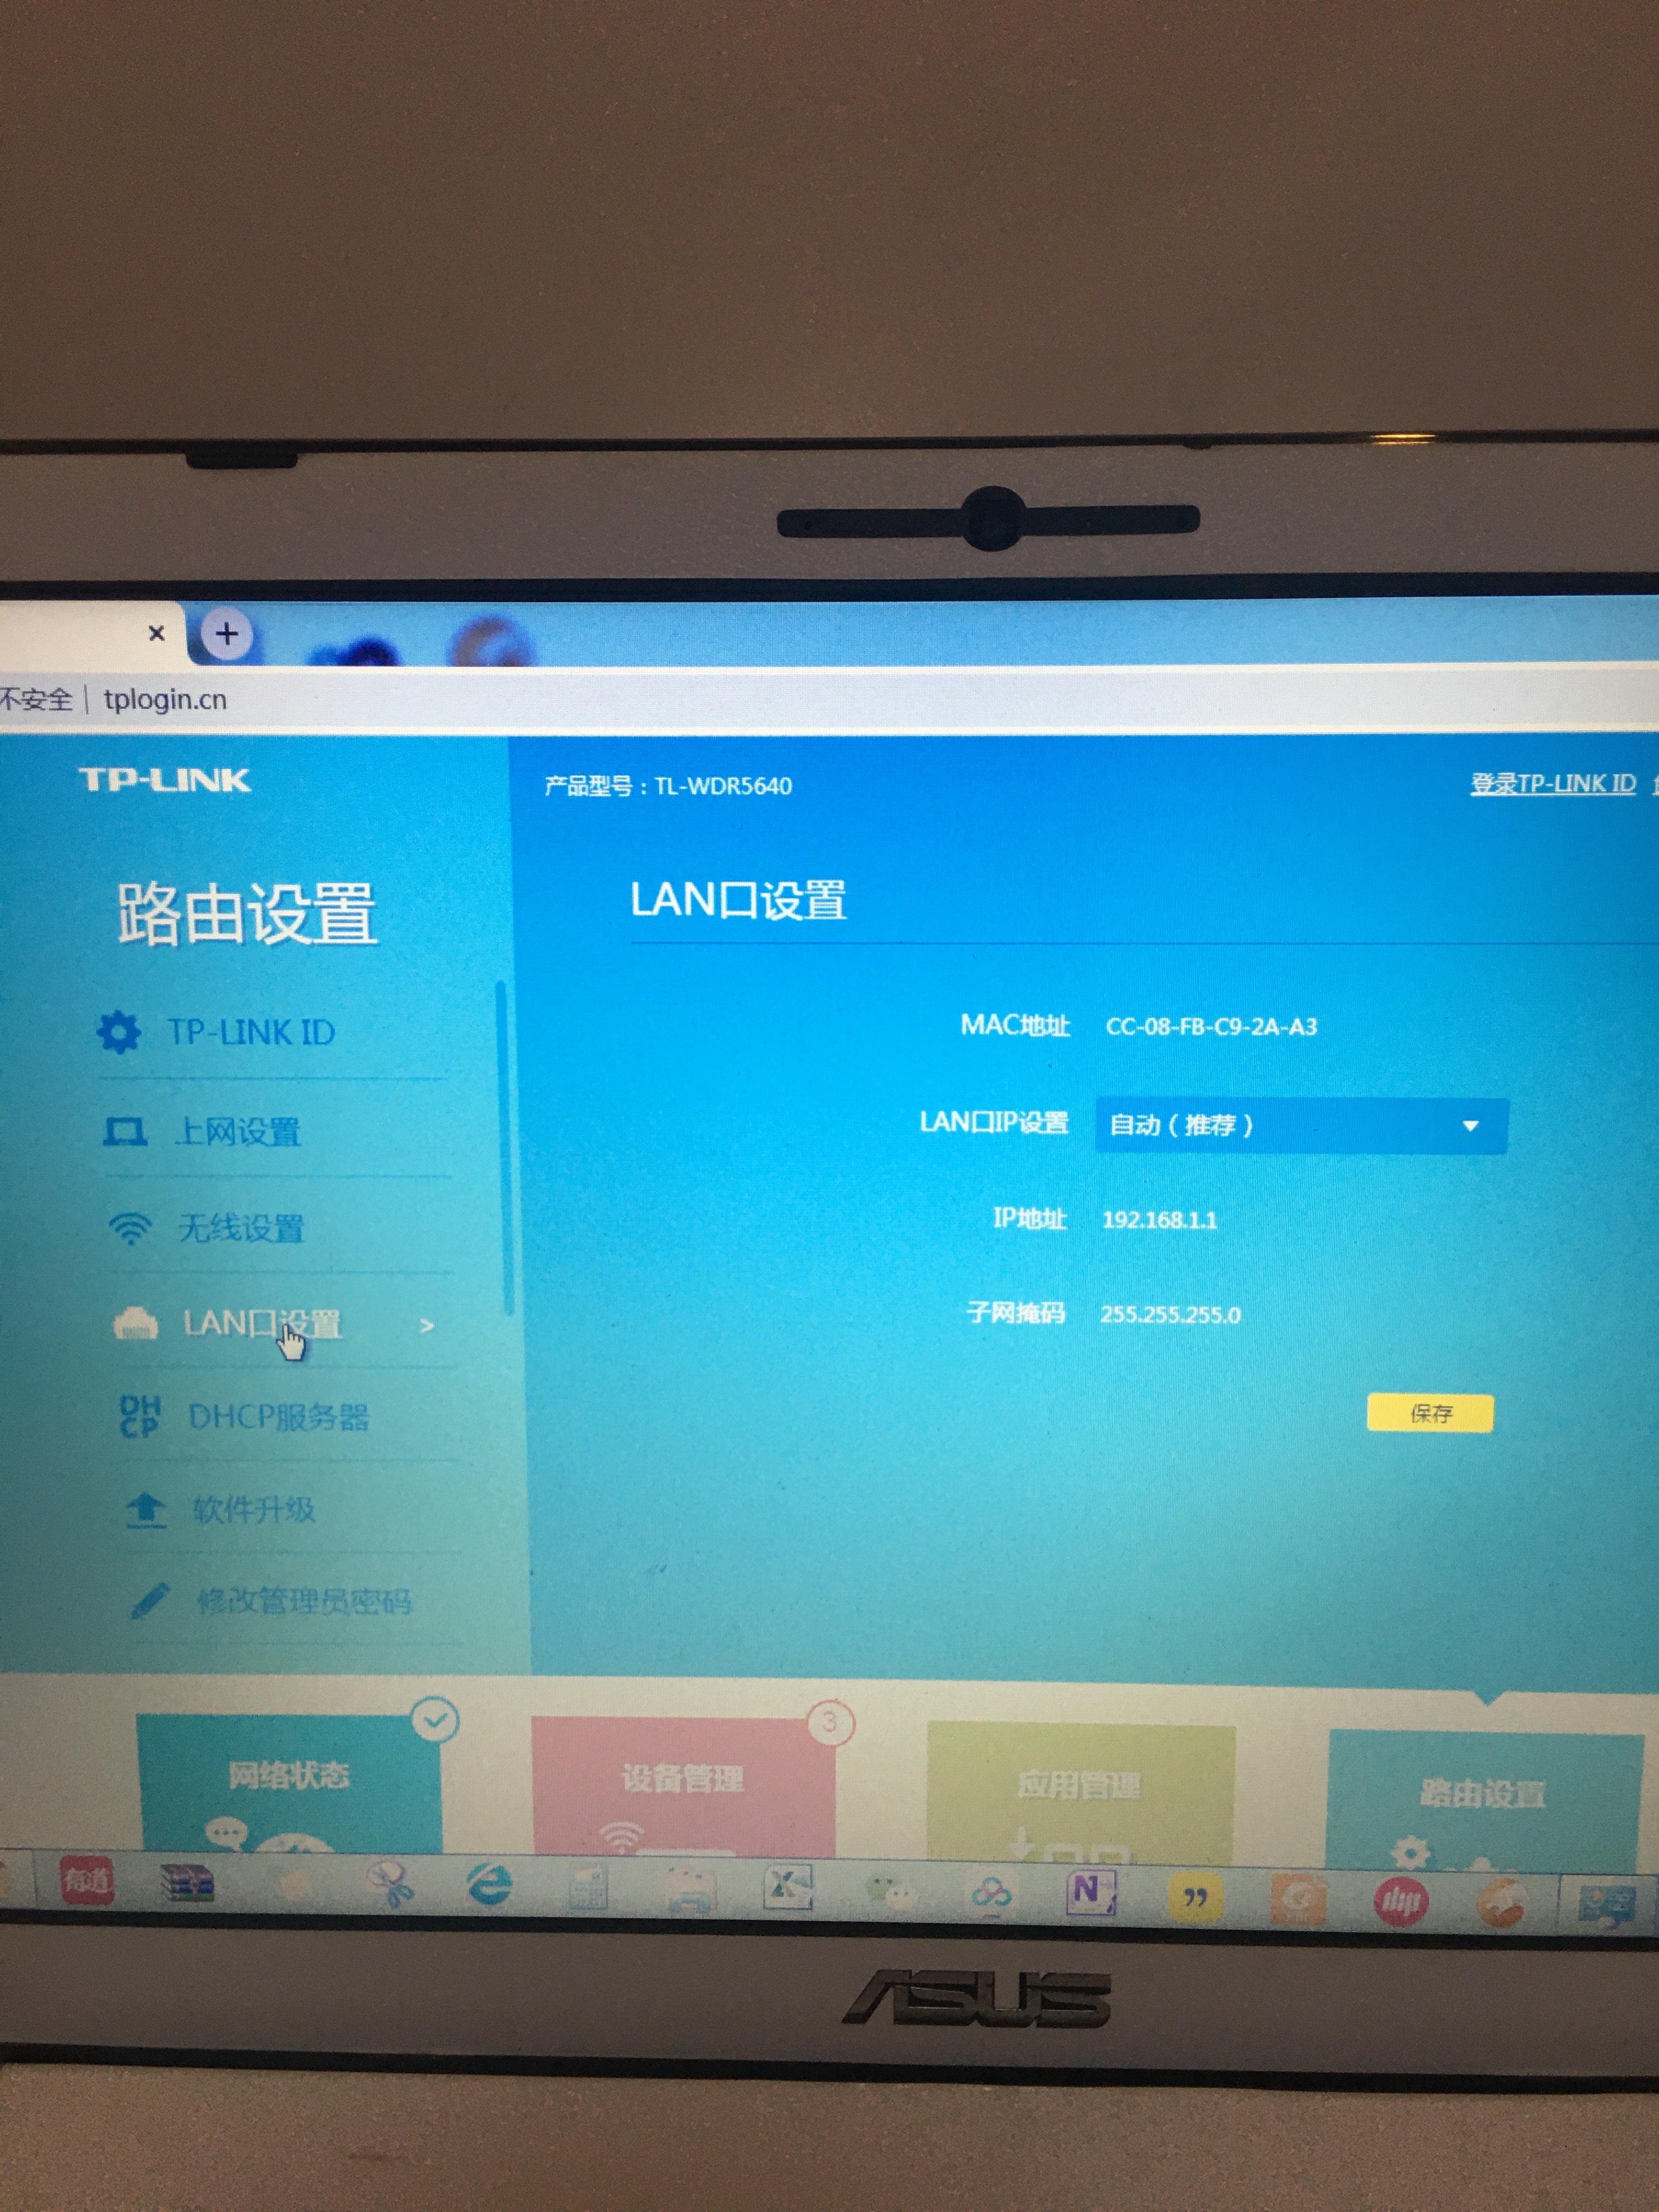 不安全 | tplogin.cn
TP-LINK
产品型号：TL-WDR5640
登录TP-LINK ID
路由设置
TP-LINK ID
上网设置
无线设置
LAN口设置 >
DHCP
DHCP服务器
软件升级
修改管理员密码
LAN口设置
MAC地址 CC-08-FB-C9-2A-A3
LAN口IP设置 自动（推荐）
IP地址 192.168.1.1
子网掩码 255.255.255.0
保存
网络状态
3
设备管理
应用管理
路由设置
有道
N
ASUS